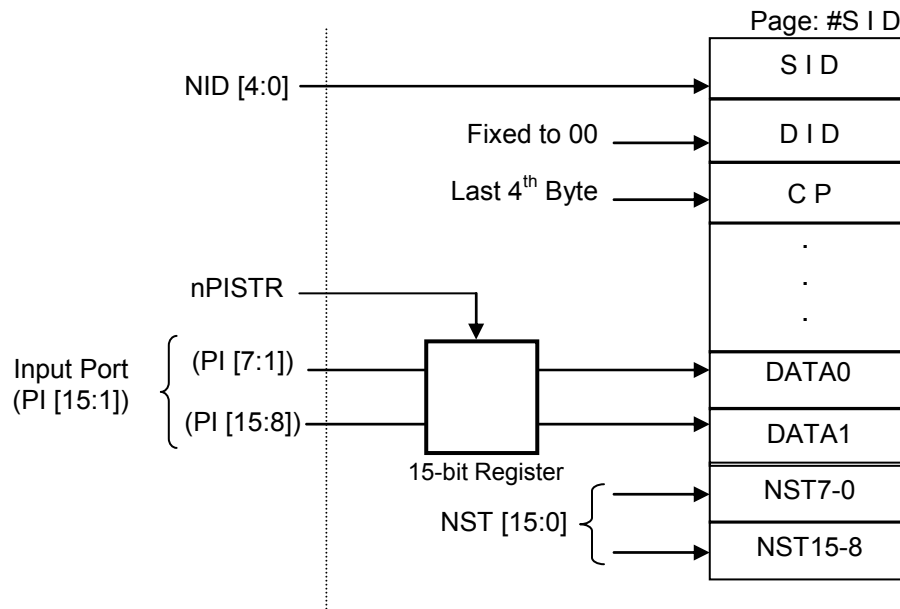 Page: #S I D
S I D
NID [4:0]
Fixed to 00
D I D
Last 4th Byte
C P
.
.
.
nPISTR
Input Port
(PI [15:1])
(PI [7:1])
DATA0
(PI [15:8])
DATA1
15-bit Register
NST [15:0]
NST7-0
NST15-8